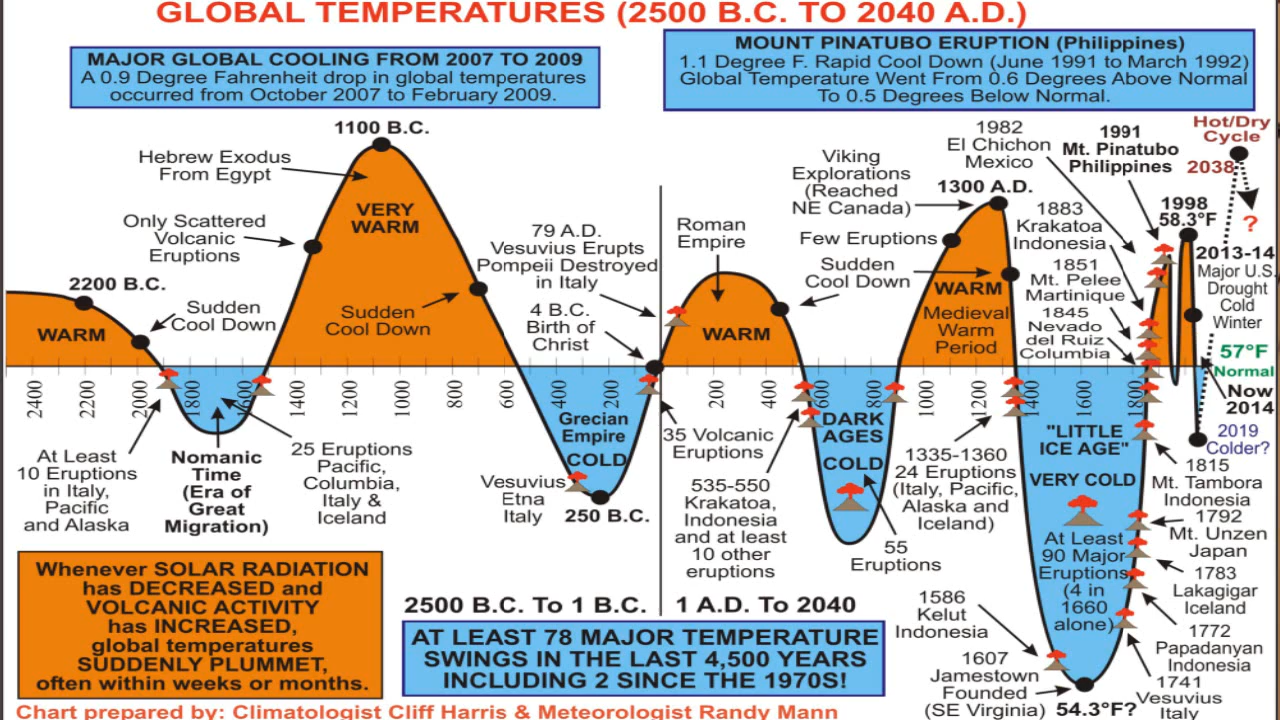 GLOBAL TEMPERATURES (2500 B.C. TO 2040 A.D.)
MAJOR GLOBAL COOLING FROM 2007 TO 2009
A 0.9 Degree Fahrenheit drop in global temperatures
occurred from October 2007 to February 2009.
MOUNT PINATUBO ERUPTION (Philippines)
1.1 Degree F. Rapid Cool Down (June 1991 to March 1992)
Global Temperature Went From 0.6 Degrees Above Normal
To 0.5 Degrees Below Normal.
2200 B.C.
WARM
Sudden
Cool Down
Hebrew Exodus
From Egypt
Only Scattered
Volcanic
Eruptions
1100 B.C.
VERY
WARM
Sudden
Cool Down
79 A.D.
Vesuvius Erupts
Pompeii Destroyed
in Italy
4 B.C.
Birth of
Christ
Roman
Empire
WARM
Viking
Explorations
(Reached
NE Canada)
Few Eruptions
Sudden
Cool Down
1300 A.D.
WARM
Medieval
Warm
Period
1982
El Chichon
Mexico
1991
Mt. Pinatubo
Philippines
1883
Krakatoa
Indonesia
1851
Mt. Pelee
Martinique
1845
Nevado
del Ruiz
Columbia
Hot/Dry
Cycle
2038
?
1998
58.3°F
2013-14
Major U.S.
Drought
Cold
Winter
57°F
Normal
Now
2014
2019
Colder?
2400
2200
2000
1800
1600
1400
1200
1000
800
600
400
200
200
400
600
800
1000
1200
1400
1600
1800
At Least
10 Eruptions
in Italy,
Pacific
and Alaska
Nomanic
Time
(Era of
Great
Migration)
25 Eruptions
Pacific,
Columbia,
Italy &
Iceland
Grecian
Empire
COLD
Vesuvius
Etna
Italy
250 B.C.
35 Volcanic
Eruptions
535-550
Krakatoa,
Indonesia
and at least
10 other
eruptions
DARK
AGES
COLD
55
Eruptions
1335-1360
24 Eruptions
(Italy, Pacific,
Alaska and
Iceland)
"LITTLE
ICE AGE"
VERY COLD
At Least
90 Major
Eruptions
(4 in
1660
alone)
1815
Mt. Tambora
Indonesia
1792
Mt. Unzen
Japan
1783
Lakagigar
Iceland
1772
Papadanyan
Indonesia
1741
Vesuvius
Italy
1586
Kelut
Indonesia
1607
Jamestown
Founded
(SE Virginia)
54.3°F?
Whenever SOLAR RADIATION
has DECREASED and
VOLCANIC ACTIVITY
has INCREASED,
global temperatures
SUDDENLY PLUMMET,
often within weeks or months.
2500 B.C. To 1 B.C.
1 A.D. To 2040
AT LEAST 78 MAJOR TEMPERATURE
SWINGS IN THE LAST 4,500 YEARS
INCLUDING 2 SINCE THE 1970S!
Chart prepared by: Climatologist Cliff Harris & Meteorologist Randy Mann